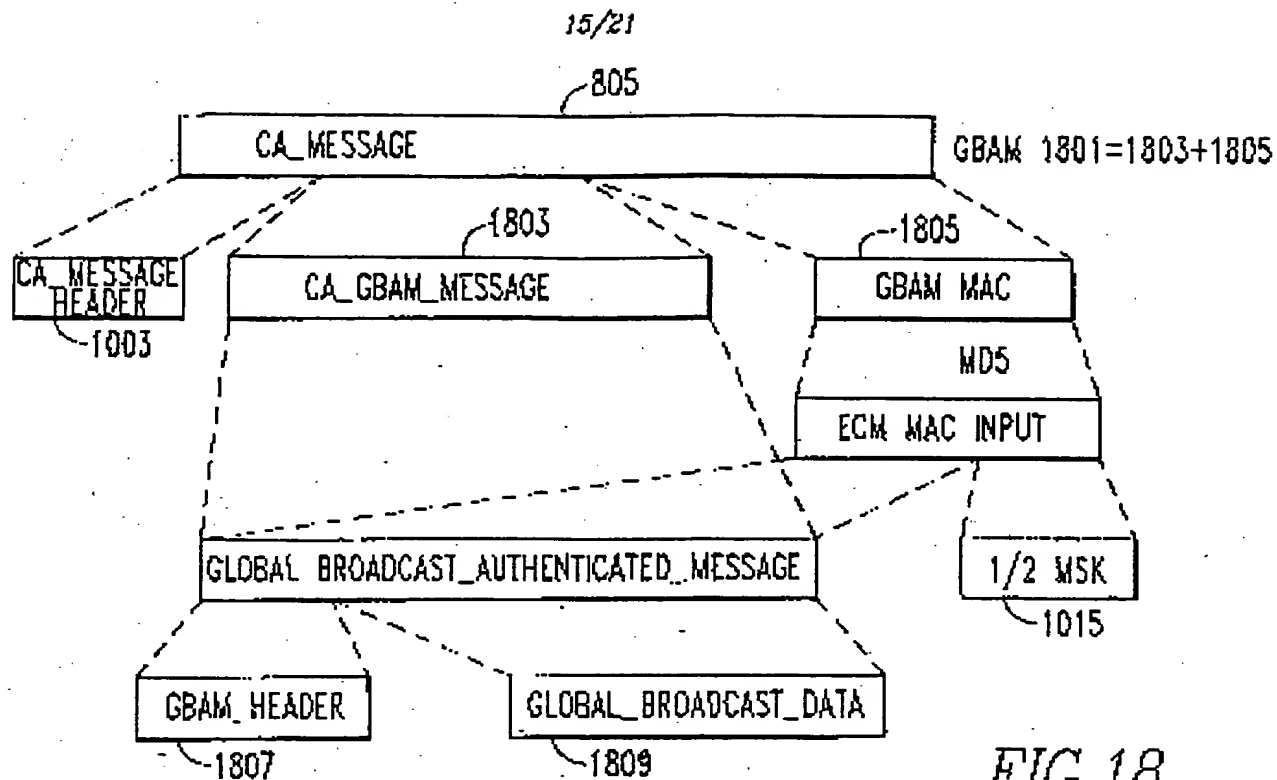 15/21
805
CA_MESSAGE
GBAM 1801=1803+1805
1803
1805
CA_MESSAGE
HEADER
CA_GBAM_MESSAGE
GBAM MAC
1003
MD5
ECM MAC INPUT
GLOBAL BROADCAST_AUTHENTICATED_MESSAGE
1/2 MSK
1015
GBAM_HEADER
GLOBAL_BROADCAST_DATA
1807
1809
FIG. 18